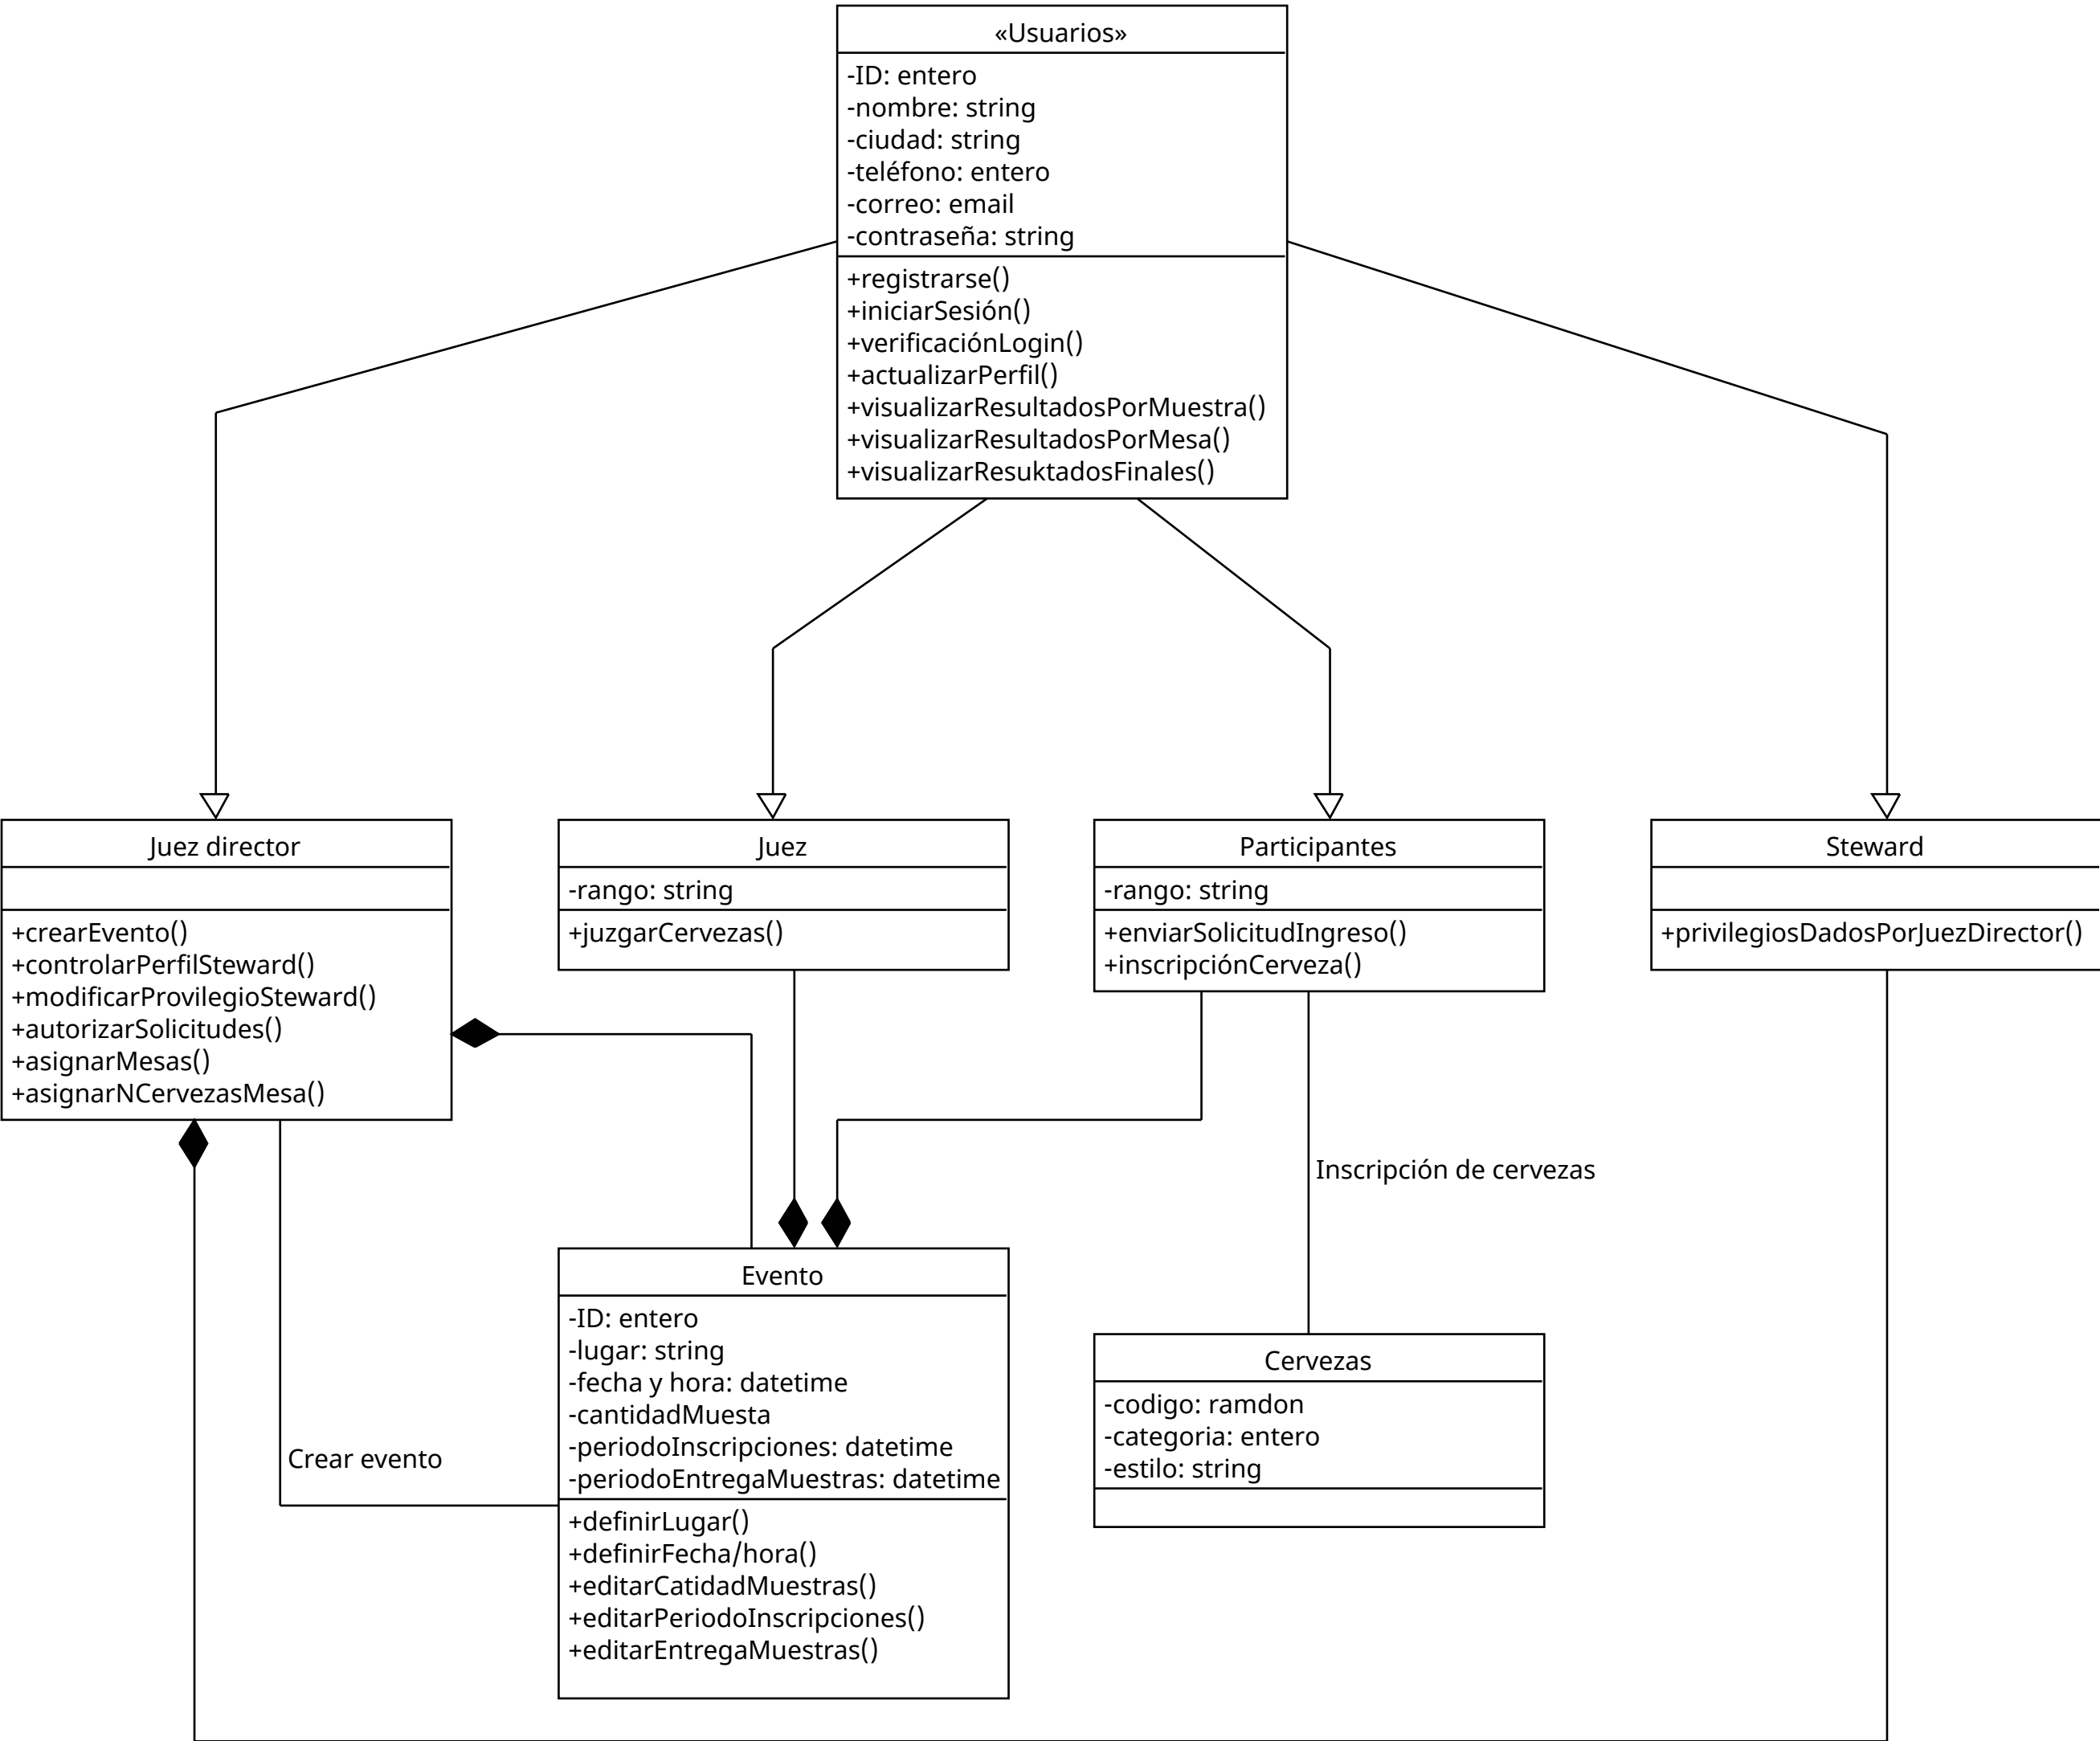 «Usuarios»
-ID: entero
-nombre: string
-ciudad: string
-teléfono: entero
-correo: email
-contraseña: string
+registrarse()
+iniciarSesión()
+verificaciónLogin()
+actualizarPerfil()
+visualizarResultadosPorMuestra()
+visualizarResultadosPorMesa()
+visualizarResuktadosFinales()
Juez director
+crearEvento()
+controlarPerfilSteward()
+modificarProvilegioSteward()
+autorizarSolicitudes()
+asignarMesas()
+asignarNCervezasMesa()
Juez
-rango: string
+juzgarCervezas()
Participantes
-rango: string
+enviarSolicitudIngreso()
+inscripciónCerveza()
Steward
+privilegiosDadosPorJuezDirector()
Inscripción de cervezas
Crear evento
Evento
-ID: entero
-lugar: string
-fecha y hora: datetime
-cantidadMuesta
-periodoInscripciones: datetime
-periodoEntregaMuestras: datetime
+definirLugar()
+definirFecha/hora()
+editarCatidadMuestras()
+editarPeriodoInscripciones()
+editarEntregaMuestras()
Cervezas
-codigo: ramdon
-categoria: entero
-estilo: string